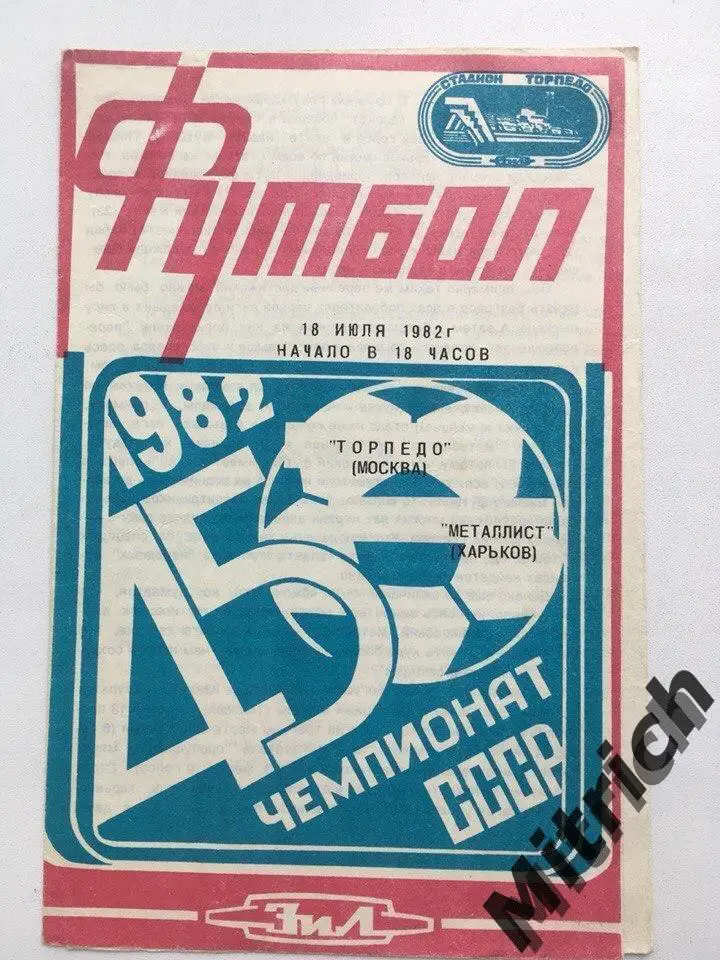 СТАДИОН ТОРПЕДО
ЗИЛ
ФУТБОЛ
18 ИЮЛЯ 1982г
НАЧАЛО В 18 ЧАСОВ
1982
45
"ТОРПЕДО"
(МОСКВА)
"МЕТАЛЛИСТ"
(ХАРЬКОВ)
ЧЕМПИОНАТ
СССР
ЗИЛ
Mitrich